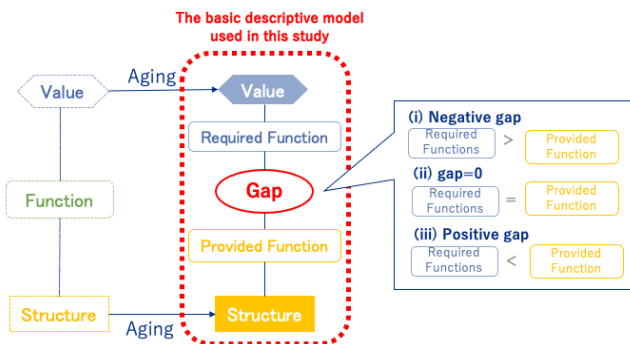 The basic descriptive model
used in this study
Aging
Value
Value
(i) Negative gap
Required Function
Required
Functions
>
Provided
Function
(ii) gap=0
Function
Gap
Required
Functions
=
Provided
Function
(iii) Positive gap
Provided Function
Required
Functions
<
Provided
Function
Structure
Structure
Aging